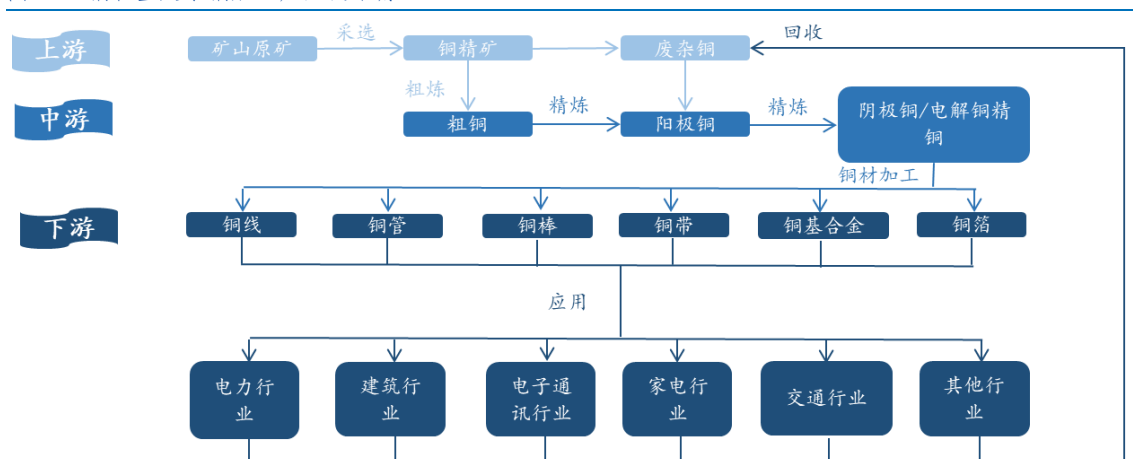 采选
回收
上游
矿山原矿
铜精矿
废杂铜
粗炼
精炼
精炼
中游
粗铜
阳极铜
阴极铜/电解铜精
铜
铜材加工
下游
铜线
铜管
铜棒
铜带
铜基合金
铜箔
应用
电力行
业
建筑行
业
电子通
讯行业
家电行
业
交通行业
其他行
业